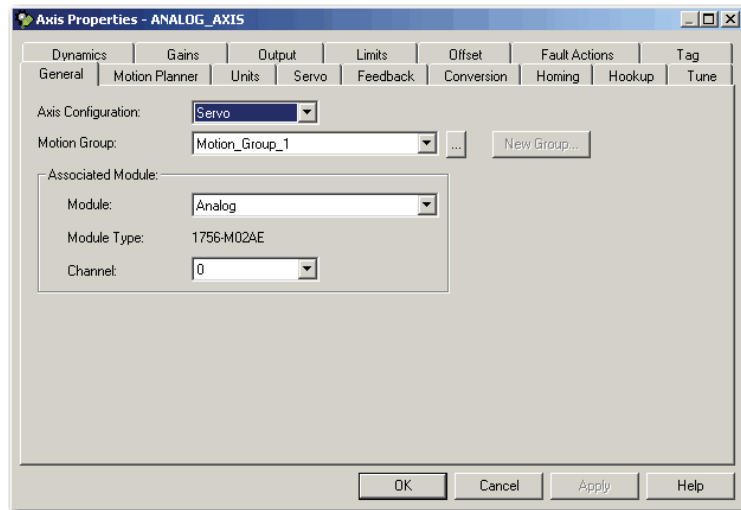 Axis Properties - ANALOG_AXIS
Dynamics Gains Output Limits Offset Fault Actions Tag
General Motion Planner Units Servo Feedback Conversion Homing Hookup Tune
Axis Configuration: Servo
Motion Group: Motion_Group_1 ... New Group...
Associated Module:
Module: Analog
Module Type: 1756-M02AE
Channel: 0
OK Cancel Apply Help